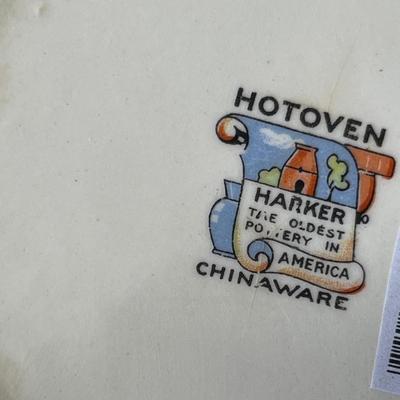 HOTOVEN
HARKER
THE OLDEST
POTTERY IN
AMERICA
CHINAWARE